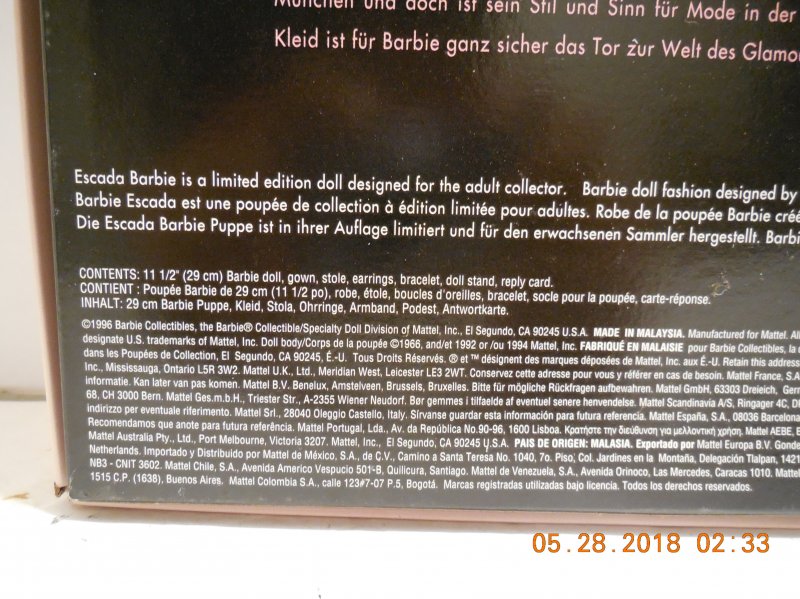 München und doch ist sein Stil und Sinn für Mode in der
Kleid ist für Barbie ganz sicher das Tor zur Welt des Glamou
Escada Barbie is a limited edition doll designed for the adult collector. Barbie doll fashion designed by
Barbie Escada est une poupée de collection à édition limitée pour adultes. Robe de la poupée Barbie créé
Die Escada Barbie Puppe ist in ihrer Auflage limitiert und für den erwachsenen Sammler hergestellt. Barbi
CONTENTS: 11 1/2" (29 cm) Barbie doll, gown, stole, earrings, bracelet, doll stand, reply card.
CONTIENT : Poupée Barbie de 29 cm (11 1/2 po), robe, étole, boucles d'oreilles, bracelet, socle pour la poupée, carte-réponse.
INHALT: 29 cm Barbie Puppe, Kleid, Stola, Ohrringe, Armband, Podest, Antwortkarte.
©1996 Barbie Collectibles, the Barbie® Collectible/Specialty Doll Division of Mattel, Inc., El Segundo, CA 90245 U.S.A. MADE IN MALAYSIA. Manufactured for Mattel. All
designate U.S. trademarks of Mattel, Inc. Doll body/Corps de la poupée ©1966, and/et 1992 or /ou 1994 Mattel, Inc. FABRIQUÉ EN MALAISIE pour Barbie Collectibles, la
dans les Poupées de Collection, El Segundo, CA 90245, É.-U. Tous Droits Réservés. ® et ™ désignent des marques déposées de Mattel, Inc. aux É.-U. Retain this address
Inc., Mississauga, Ontario L5R 3W2. Mattel U.K., Ltd., Meridian West, Leicester LE3 2WT. Conservez cette adresse pour vous y référer en cas de besoin. Mattel France, S.A
informatie. Kan later van pas komen. Mattel B.V. Benelux, Amstelveen, Brussels, Bruxelles. Bitte für mögliche Rückfragen aufbewahren. Mattel GmbH, 63303 Dreieich, Germ
68, CH 3000 Bern. Mattel Ges.m.b.H., Triester Str., A-2355 Wiener Neudorf. Bør gemmes i tilfaelde af eventuel senere henvendelse. Mattel Scandinavia A/S, Ringager 4C, D
indirizzo per eventuale riferimento. Mattel Srl., 28040 Oleggio Castello, Italy. Sírvanse guardar esta información para futura referencia. Mattel España, S.A., 08036 Barcelona
Recomendamos que anote para futura referência. Mattel Portugal, Lda., Av. da República No.90-96, 1600 Lisboa. Κρατήστε την διεύθυνση για μελλοντική χρήση. Mattel AEBE, E
Mattel Australia Pty., Ltd., Port Melbourne, Victoria 3207. Mattel, Inc., El Segundo, CA 90245 U.S.A. PAIS DE ORIGEN: MALASIA. Exportado por Mattel Europa B.V. Gonde
Netherlands. Importado y Distribuido por Mattel de México, S.A., de C.V., Camino a Santa Teresa No. 1040, 7o. Piso, Col. Jardines en la Montaña, Delegación Tlalpan, 1421
NB3 - CNIT 3602. Mattel Chile, S.A., Avenida Americo Vespucio 501-B, Quilicura, Santiago. Mattel de Venezuela, S.A., Avenida Orinoco, Las Mercedes, Caracas 1010. Matte
1515 C.P. (1638), Buenos Aires. Mattel Colombia S.A., calle 123#7-07 P.5, Bogotá. Marcas registradas utilizadas bajo licencia. Todos los derechos reservados.
05.28.2018 02:33